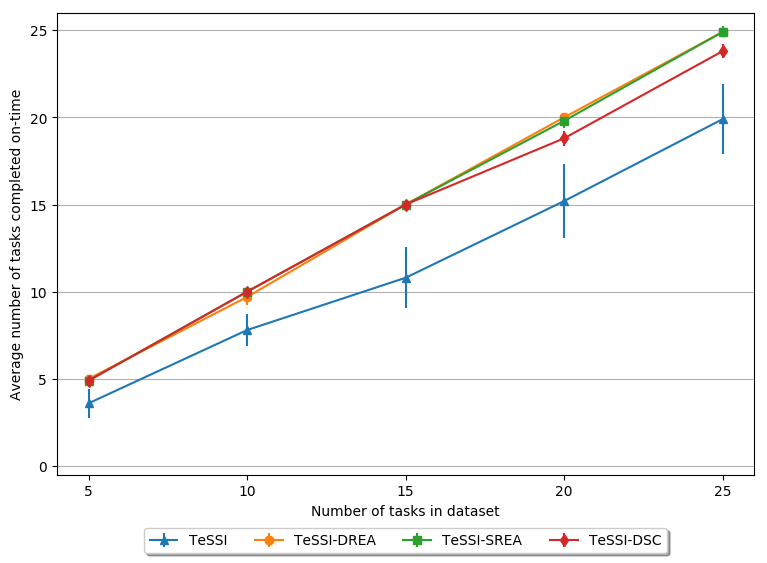 Average number of tasks completed on-time
25
20
15
10
5
0
5 10 15 20 25
Number of tasks in dataset
TeSSI TeSSI-DREA TeSSI-SREA TeSSI-DSC